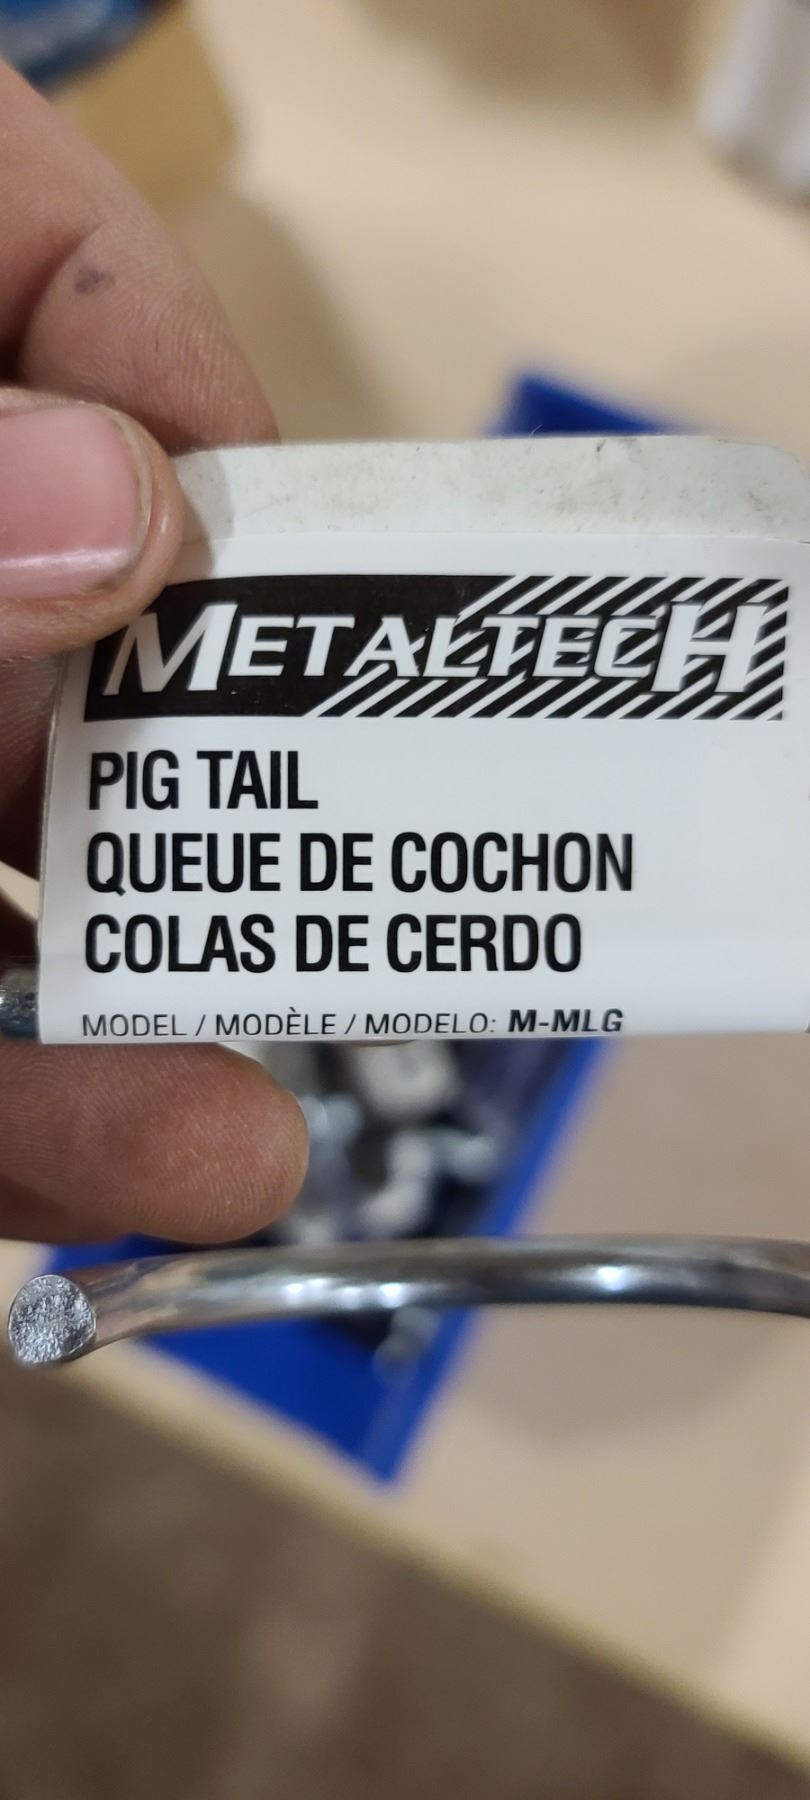 METALTECH
PIG TAIL
QUEUE DE COCHON
COLAS DE CERDO
MODEL / MODÈLE / MODELO: M-MLG